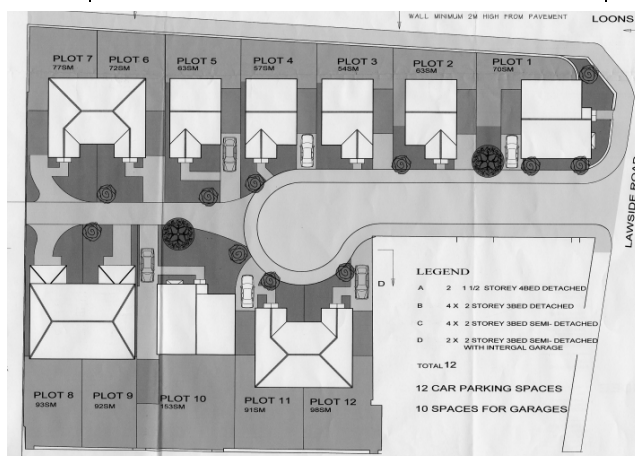 WALL MINIMUM 2M HIGH FROM PAVEMENT
LOONS
PLOT 7
77SM
PLOT 6
72SM
PLOT 5
63SM
PLOT 4
57SM
PLOT 3
54SM
PLOT 2
63SM
PLOT 1
70SM
LAWSIDE ROAD
D
LEGEND
A 2 1 1/2 STOREY 4BED DETACHED
B 4 X 2 STOREY 3BED DETACHED
C 4 X 2 STOREY 3BED SEMI- DETACHED
D 2 X 2 STOREY 3BED SEMI- DETACHED
WITH INTERGAL GARAGE
TOTAL 12
12 CAR PARKING SPACES
10 SPACES FOR GARAGES
PLOT 8
93SM
PLOT 9
92SM
PLOT 10
153SM
PLOT 11
91SM
PLOT 12
98SM